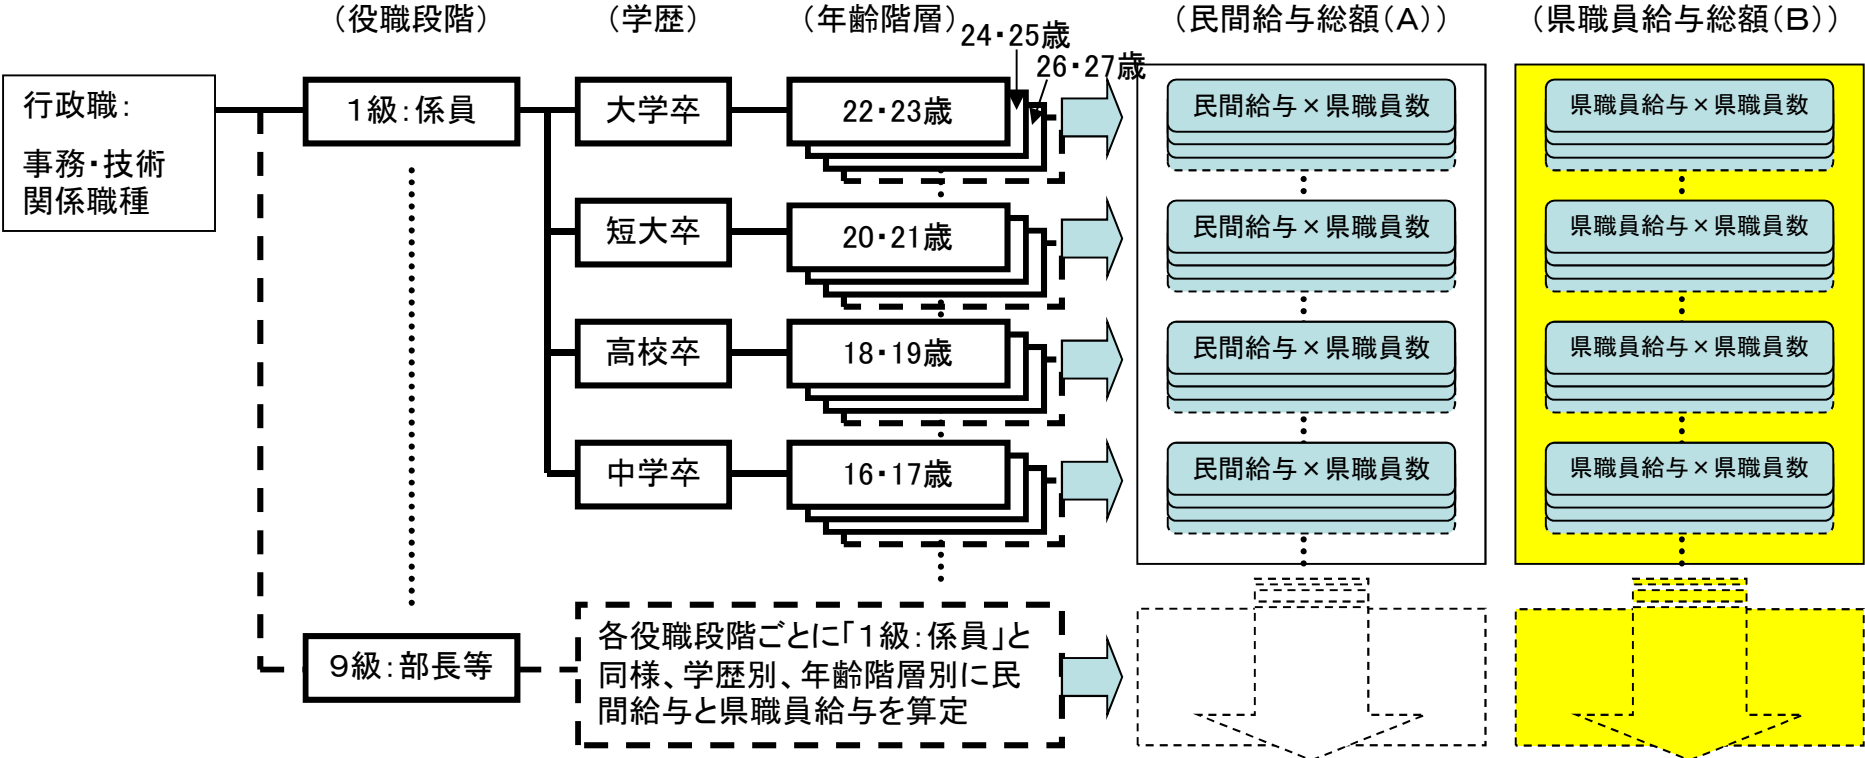 （役職段階）
（学歴）
（年齢階層）
（民間給与総額（A））
（県職員給与総額（B））
24・25歳
26・27歳
行政職：
事務・技術
関係職種
１級：係員
大学卒
22・23歳
民間給与×県職員数
県職員給与×県職員数
短大卒
20・21歳
民間給与×県職員数
県職員給与×県職員数
高校卒
18・19歳
民間給与×県職員数
県職員給与×県職員数
中学卒
16・17歳
民間給与×県職員数
県職員給与×県職員数
９級：部長等
各役職段階ごとに「１級：係員」と
同様、学歴別、年齢階層別に民
間給与と県職員給与を算定